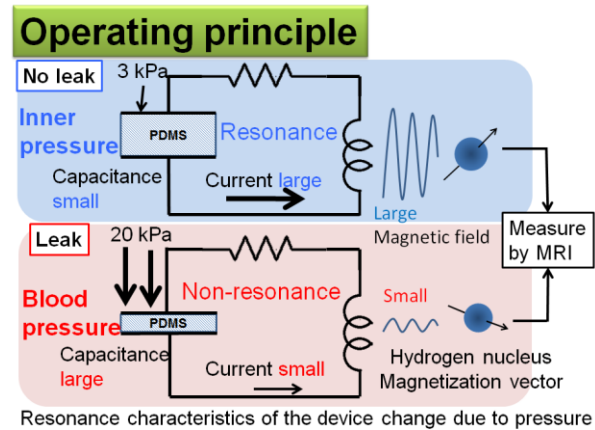 Operating principle
No leak
3 kPa
Inner
pressure
PDMS
Resonance
Capacitance
small
Current large
Large
Magnetic field
Measure
by MRI
Leak
20 kPa
Blood
pressure
PDMS
Non-resonance
Small
Capacitance
large
Current small
Hydrogen nucleus
Magnetization vector
Resonance characteristics of the device change due to pressure